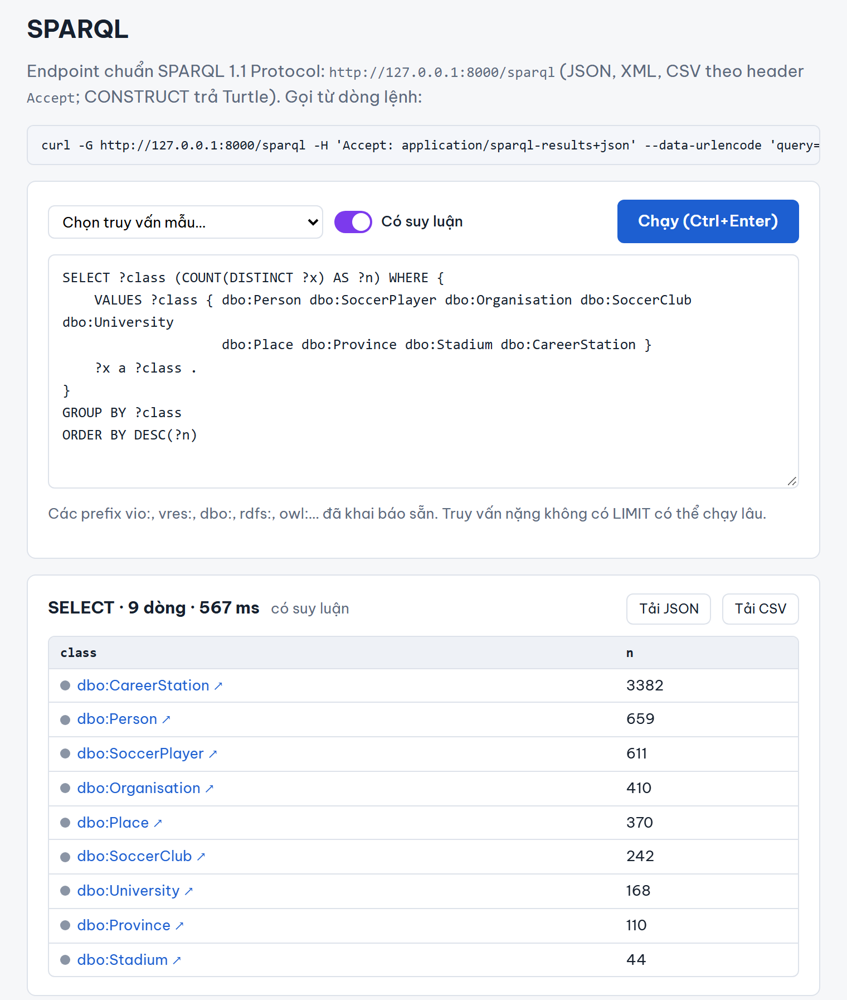 SPARQL
Endpoint chuẩn SPARQL 1.1 Protocol: http://127.0.0.1:8000/sparql (JSON, XML, CSV theo header
Accept; CONSTRUCT trả Turtle). Gọi từ dòng lệnh:
curl -G http://127.0.0.1:8000/sparql -H 'Accept: application/sparql-results+json' --data-urlencode 'query=
Chọn truy vấn mẫu...
Có suy luận
Chạy (Ctrl+Enter)
SELECT ?class (COUNT(DISTINCT ?x) AS ?n) WHERE {
    VALUES ?class { dbo:Person dbo:SoccerPlayer dbo:Organisation dbo:SoccerClub
dbo:University
                    dbo:Place dbo:Province dbo:Stadium dbo:CareerStation }
    ?x a ?class .
}
GROUP BY ?class
ORDER BY DESC(?n)
Các prefix vio:, vres:, dbo:, rdfs:, owl:... đã khai báo sẵn. Truy vấn nặng không có LIMIT có thể chạy lâu.
SELECT · 9 dòng · 567 ms có suy luận
Tải JSON
Tải CSV
class n
dbo:CareerStation ↗ 3382
dbo:Person ↗ 659
dbo:SoccerPlayer ↗ 611
dbo:Organisation ↗ 410
dbo:Place ↗ 370
dbo:SoccerClub ↗ 242
dbo:University ↗ 168
dbo:Province ↗ 110
dbo:Stadium ↗ 44